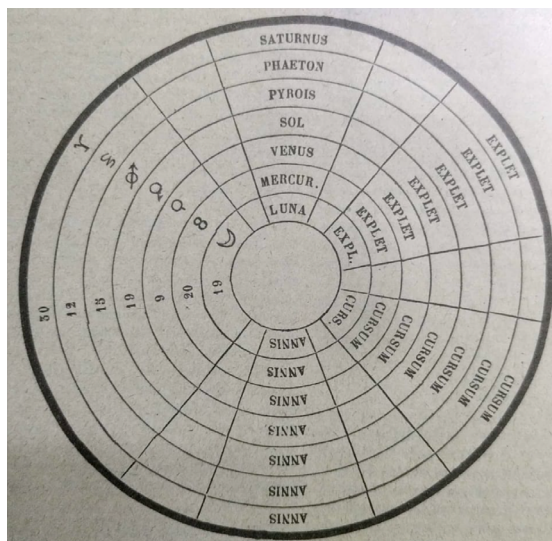 SATURNUS EXPLET CURSUM ANNIS 30
PHAETON EXPLET CURSUM ANNIS 12
PYROIS EXPLET CURSUM ANNIS 15
SOL EXPLET CURSUM ANNIS 19
VENUS EXPLET CURSUM ANNIS 9
MERCUR. EXPLET CURSUM ANNIS 20
LUNA EXPL. CURS. ANNIS 19